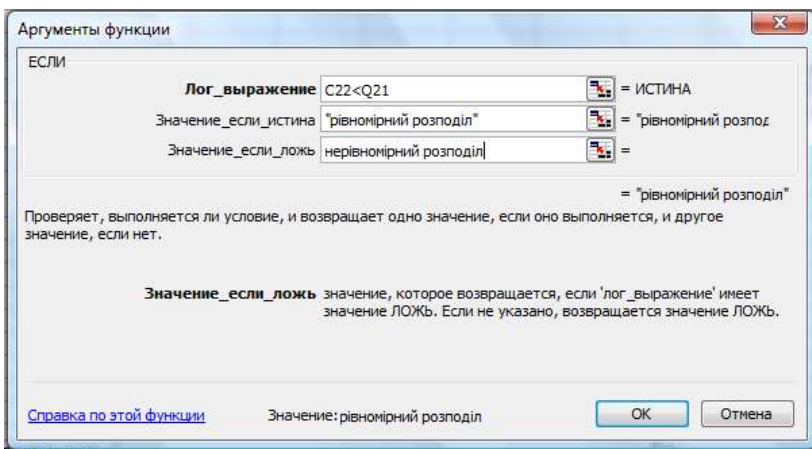 Аргументы функции
ЕСЛИ
Лог_выражение C22<Q21 = ИСТИНА
Значение_если_истина "рівномірний розподіл" = "рівномірний розпод
Значение_если_ложь нерівномірний розподіл =
= "рівномірний розподіл"
Проверяет, выполняется ли условие, и возвращает одно значение, если оно выполняется, и другое
значение, если нет.
Значение_если_ложь значение, которое возвращается, если 'лог_выражение' имеет
значение ЛОЖЬ. Если не указано, возвращается значение ЛОЖЬ.
Справка по этой функции Значение:рівномірний розподіл OK Отмена